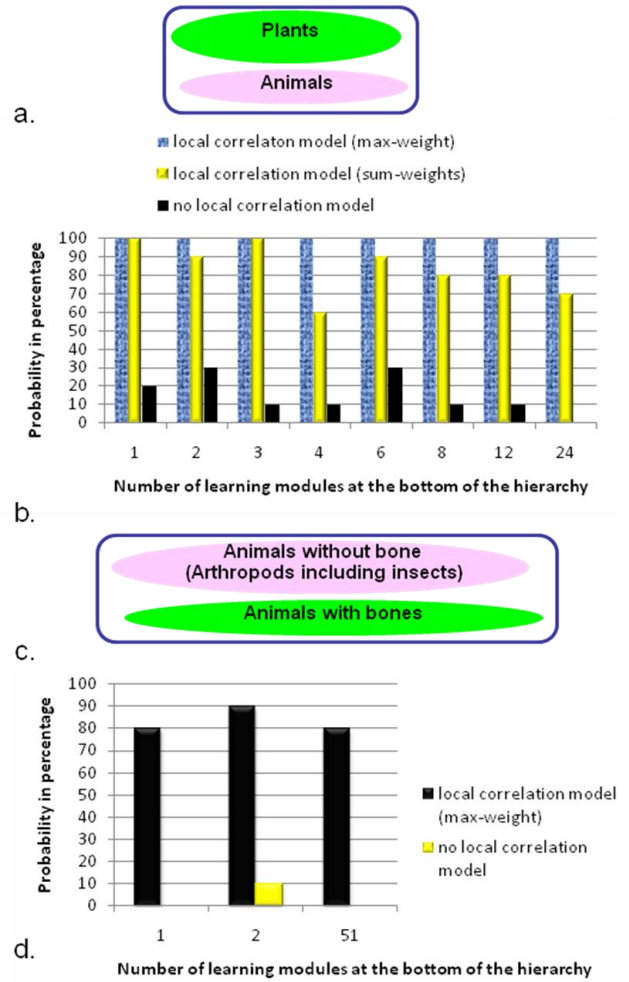 Plants
Animals
a.
local correlaton model (max-weight)
local correlation model (sum-weights)
no local correlation model
Probability in percentage
100
90
80
70
60
50
40
30
20
10
0
1 2 3 4 6 8 12 24
Number of learning modules at the bottom of the hierarchy
b.
Animals without bone
(Arthropods including insects)
Animals with bones
c.
Probability in percentage
100
90
80
70
60
50
40
30
20
10
0
1 2 51
local correlation model
(max-weight)
no local correlation
model
Number of learning modules at the bottom of the hierarchy
d.